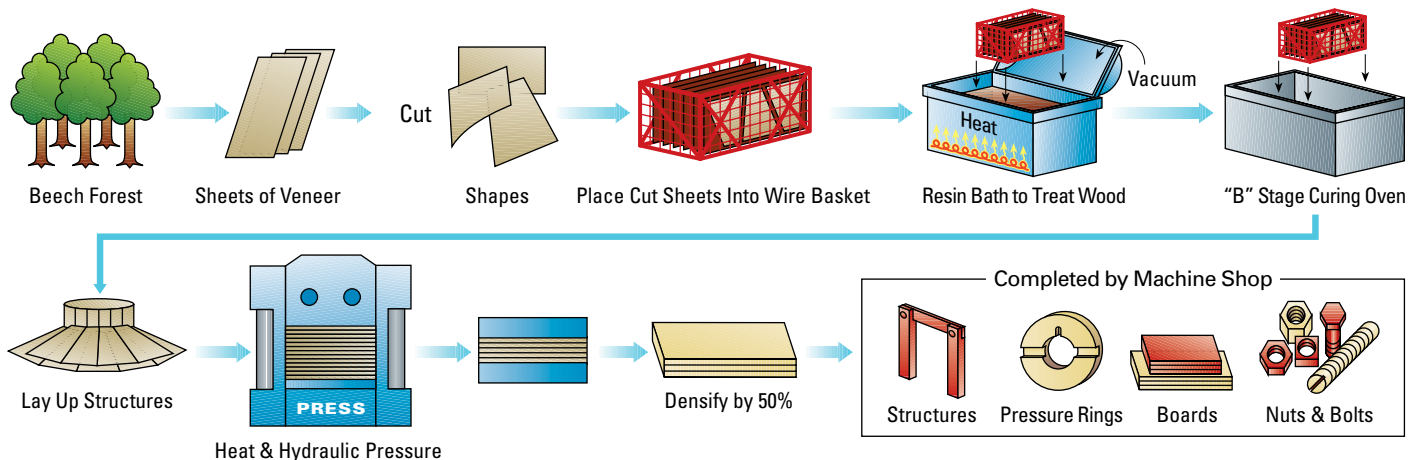 Beech Forest
Sheets of Veneer
Cut
Shapes
Place Cut Sheets Into Wire Basket
Heat
Vacuum
Resin Bath to Treat Wood
“B” Stage Curing Oven
Lay Up Structures
PRESS
Heat & Hydraulic Pressure
Densify by 50%
Completed by Machine Shop
Structures
Pressure Rings
Boards
Nuts & Bolts